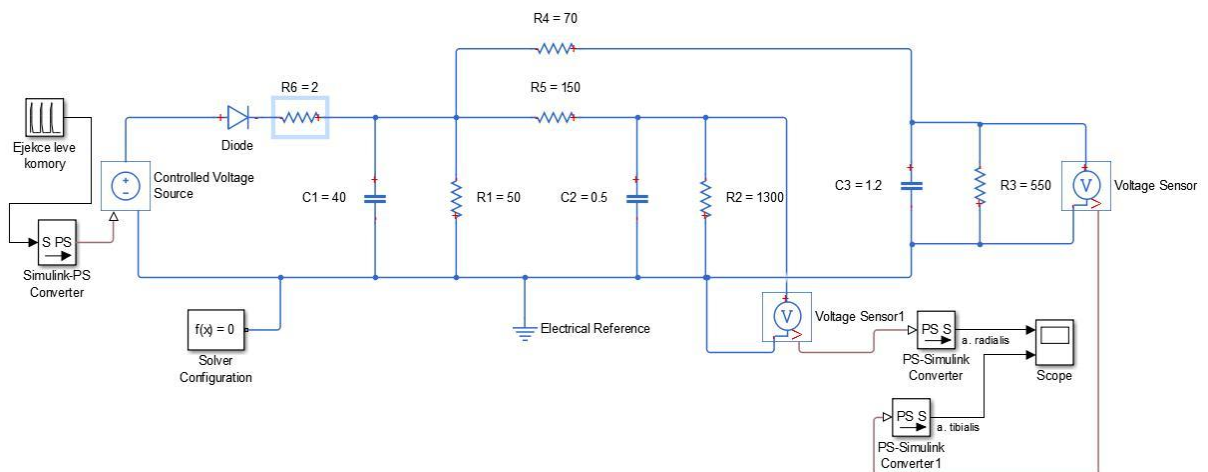 R4 = 70
R6 = 2
R5 = 150
Ejekce leve
komory
Diode
Controlled Voltage
Source
C1 = 40
R1 = 50
C2 = 0.5
R2 = 1300
C3 = 1.2
R3 = 550
V
Voltage Sensor
S PS
Simulink-PS
Converter
f(x) = 0
Solver
Configuration
Electrical Reference
V
Voltage Sensor1
PS S
a. radialis
PS-Simulink
Converter
Scope
PS S
a. tibialis
PS-Simulink
Converter1